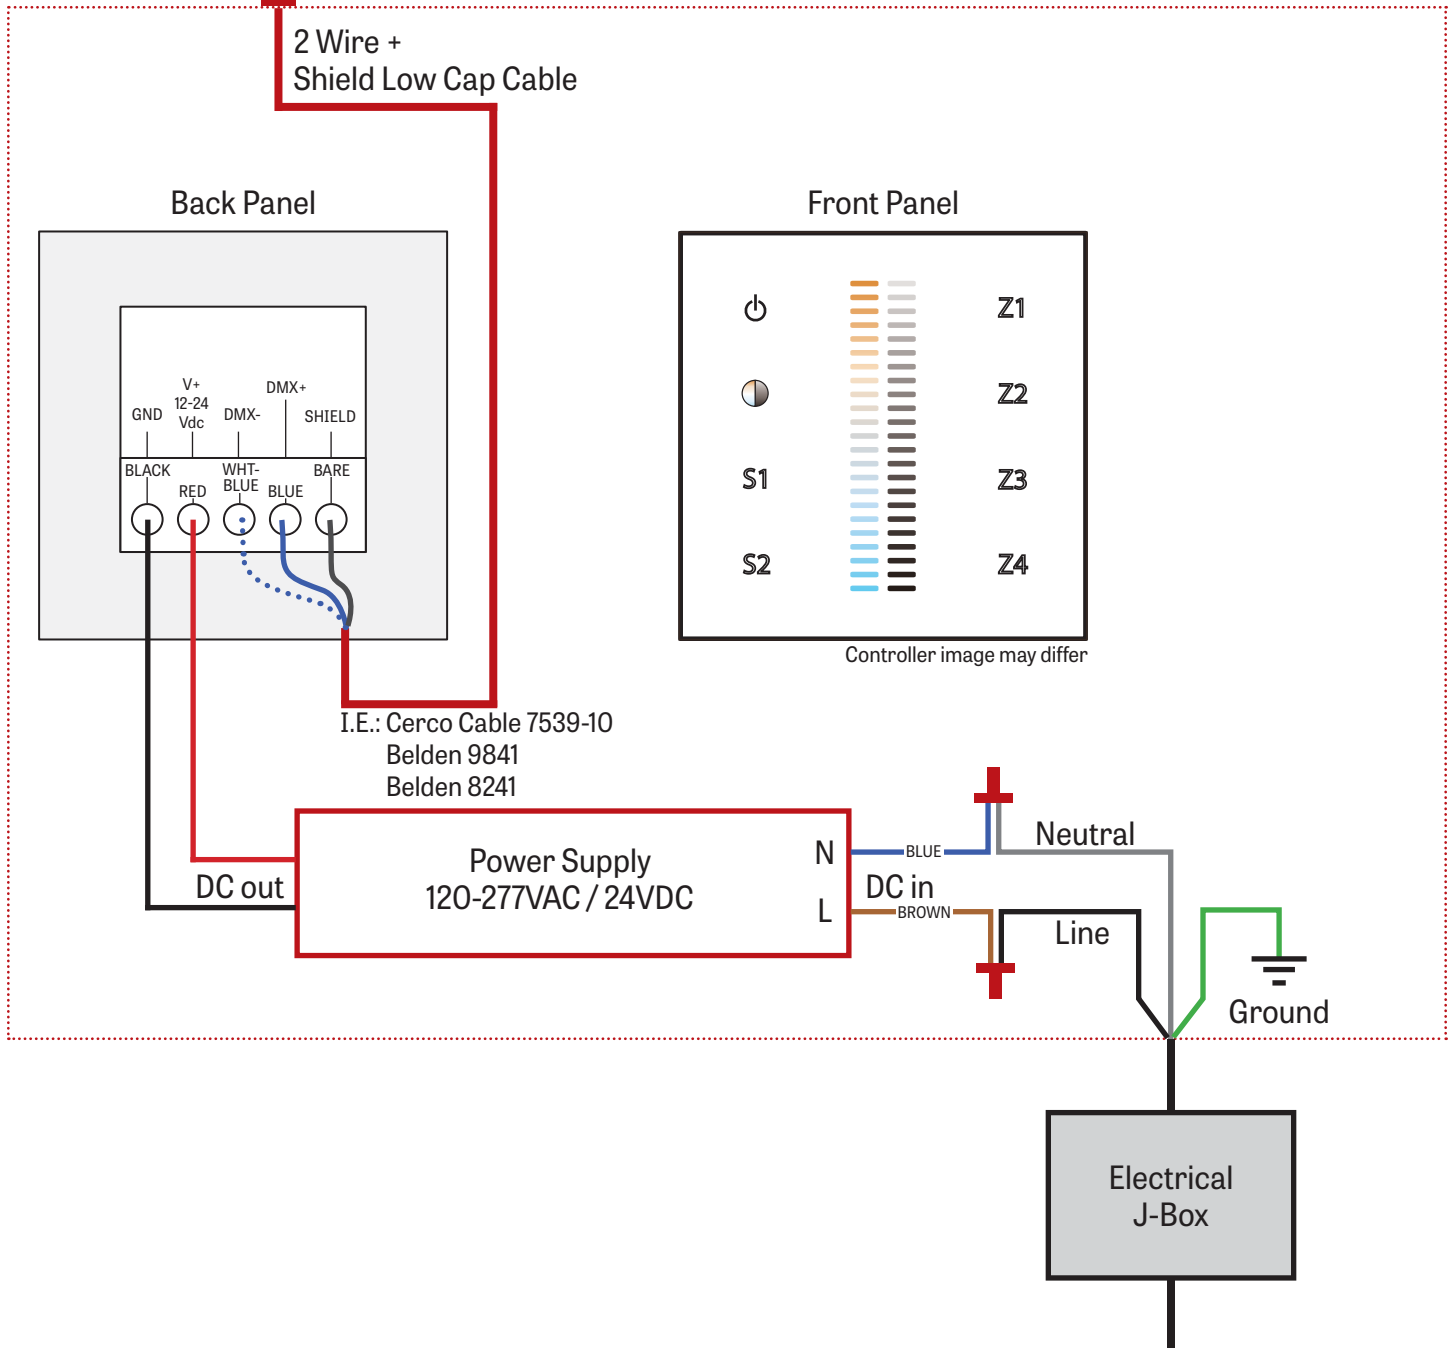 2 Wire +
Shield Low Cap Cable
Back Panel
Front Panel
GND
V+
12-24
Vdc
DMX-
DMX+
SHIELD
BLACK
RED
WHT-
BLUE
BLUE
BARE
Z1
Z2
S1
Z3
S2
Z4
Controller image may differ
I.E.: Cerco Cable 7539-10
Belden 9841
Belden 8241
Power Supply
120-277VAC / 24VDC
DC out
N
L
BLUE
DC in
BROWN
Neutral
Line
Ground
Electrical
J-Box